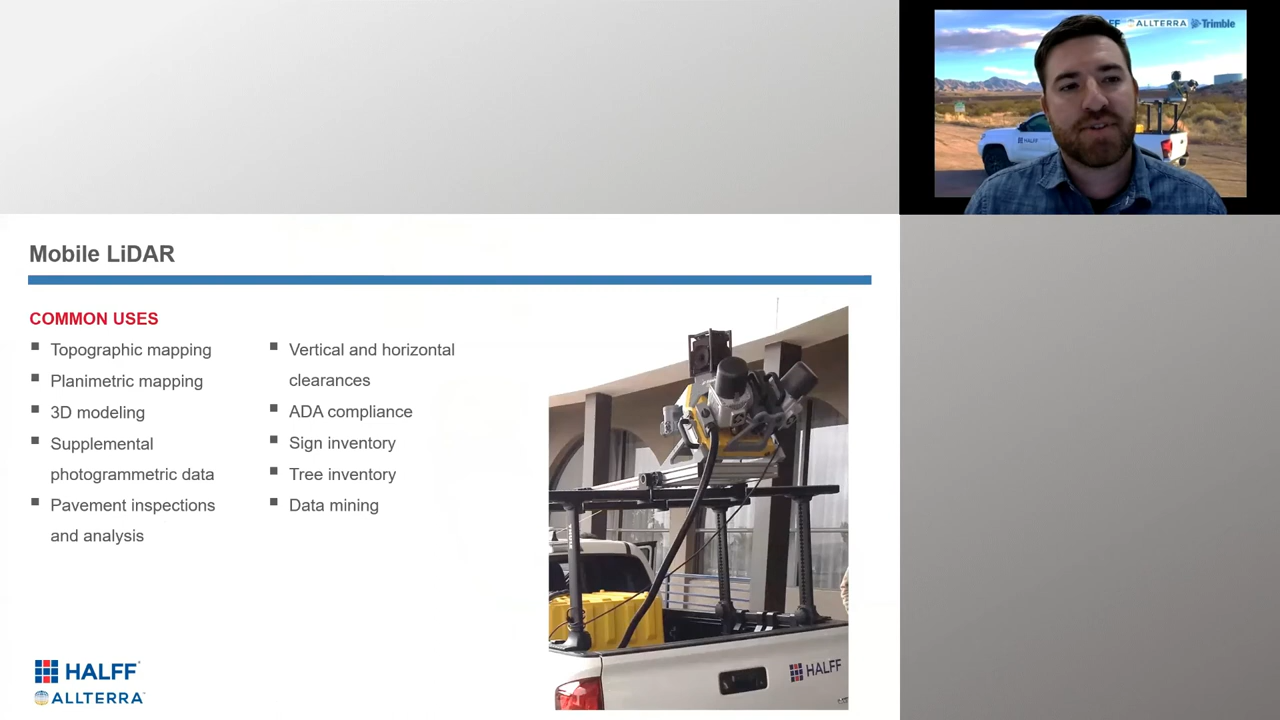 ALLTERRA Trimble
HALFF
Mobile LiDAR
COMMON USES
Topographic mapping
Planimetric mapping
3D modeling
Supplemental
photogrammetric data
Pavement inspections
and analysis
Vertical and horizontal
clearances
ADA compliance
Sign inventory
Tree inventory
Data mining
HALFF
HALFF
ALLTERRA